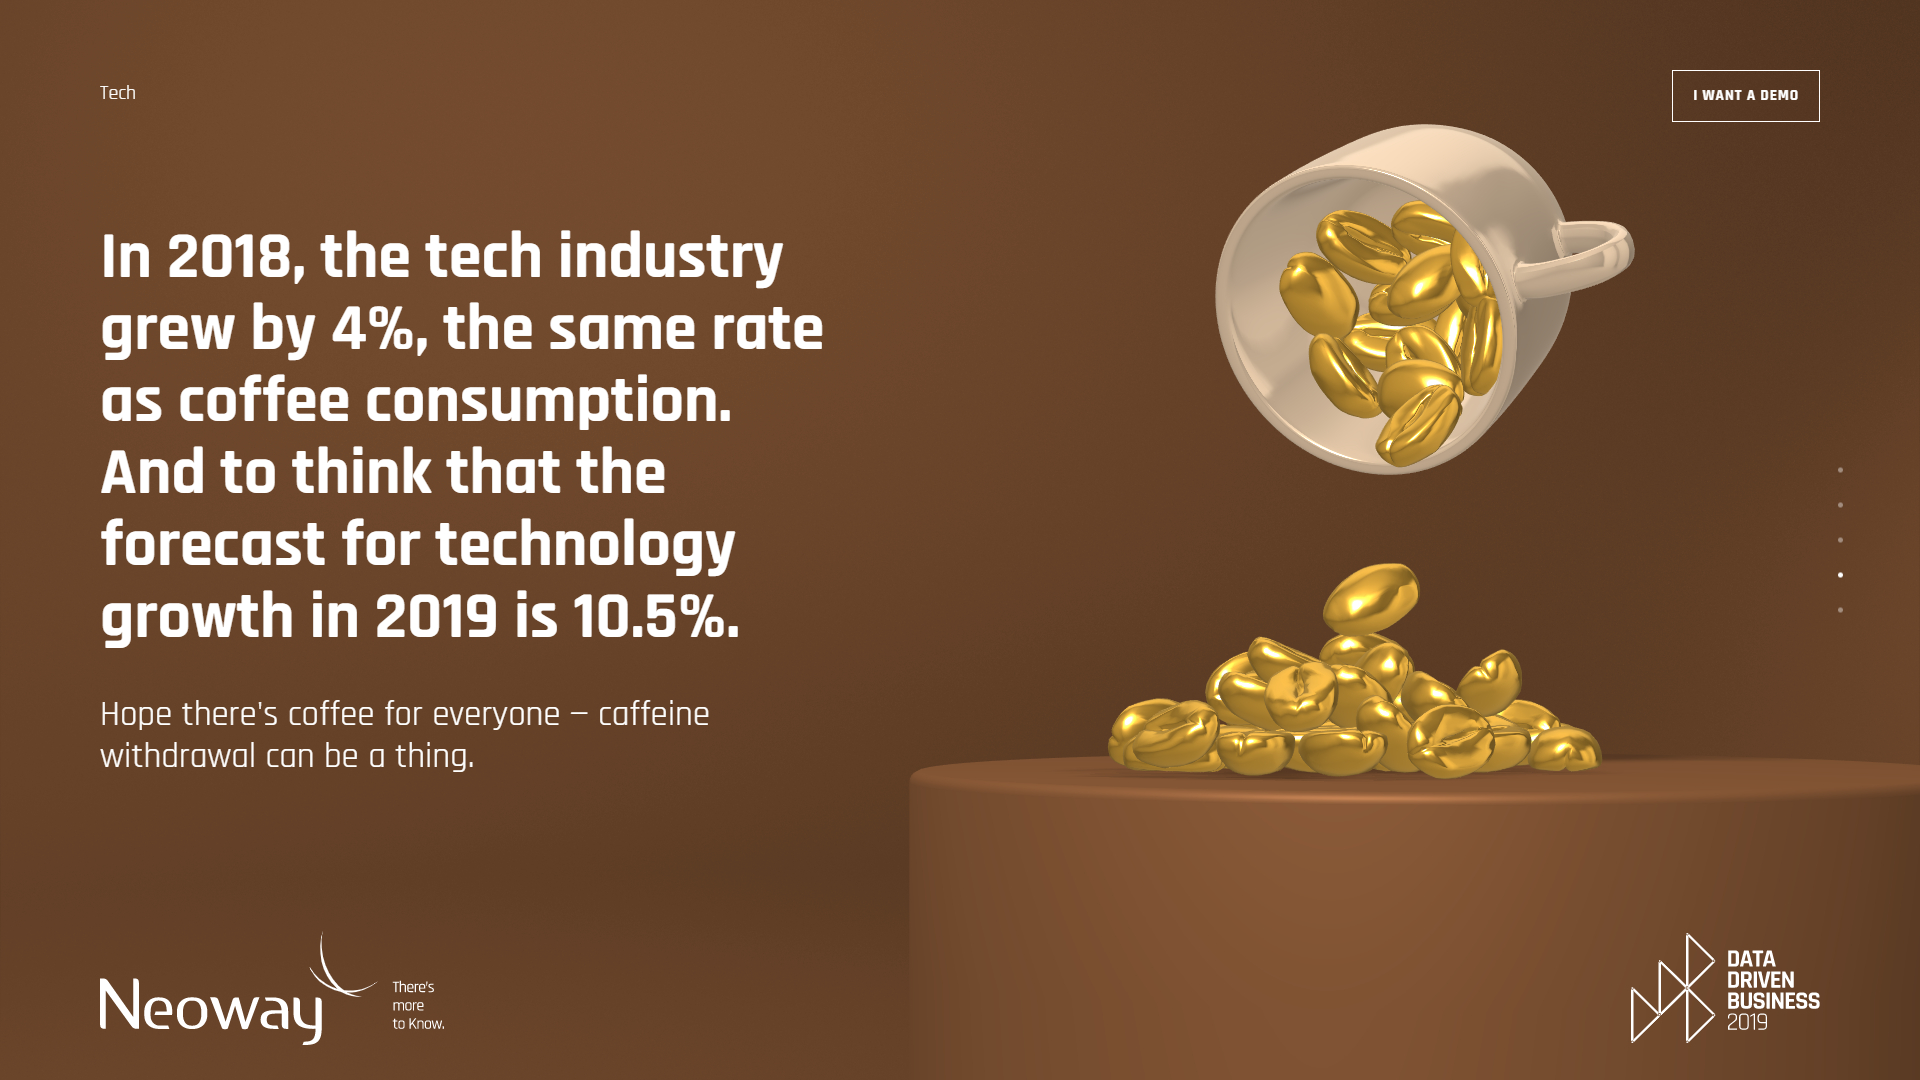 Tech
I WANT A DEMO
In 2018, the tech industry
grew by 4%, the same rate
as coffee consumption.
And to think that the
forecast for technology
growth in 2019 is 10.5%.
Hope there's coffee for everyone – caffeine
withdrawal can be a thing.
Neoway
There's
more
to Know.
DATA
DRIVEN
BUSINESS
2019